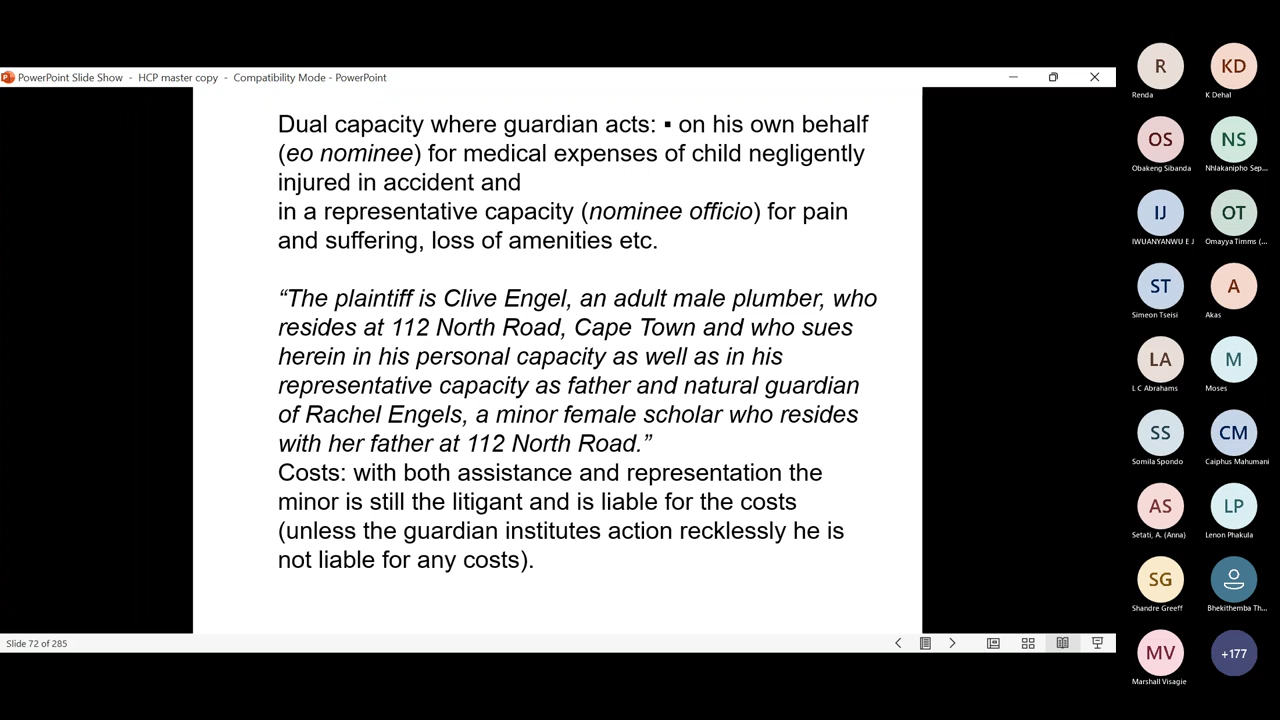 PowerPoint Slide Show - HCP master copy - Compatibility Mode - PowerPoint
Dual capacity where guardian acts: ▪ on his own behalf
(eo nominee) for medical expenses of child negligently
injured in accident and
in a representative capacity (nominee officio) for pain
and suffering, loss of amenities etc.
“The plaintiff is Clive Engel, an adult male plumber, who
resides at 112 North Road, Cape Town and who sues
herein in his personal capacity as well as in his
representative capacity as father and natural guardian
of Rachel Engels, a minor female scholar who resides
with her father at 112 North Road.”
Costs: with both assistance and representation the
minor is still the litigant and is liable for the costs
(unless the guardian institutes action recklessly he is
not liable for any costs).
Slide 72 of 285
R
Renda
KD
K Dehal
OS
Obakeng Sibanda
NS
Nhlakanipho Sep...
IJ
IWUANYANWU E J
OT
Omayya Timms (...
ST
Simeon Tseisi
A
Akas
LA
L C Abrahams
M
Moses
SS
Somila Spondo
CM
Caiphus Mahumani
AS
Setati, A. (Anna)
LP
Lenon Phakula
SG
Shandre Greeff
Bhekithemba Th...
MV
Marshall Visagie
+177